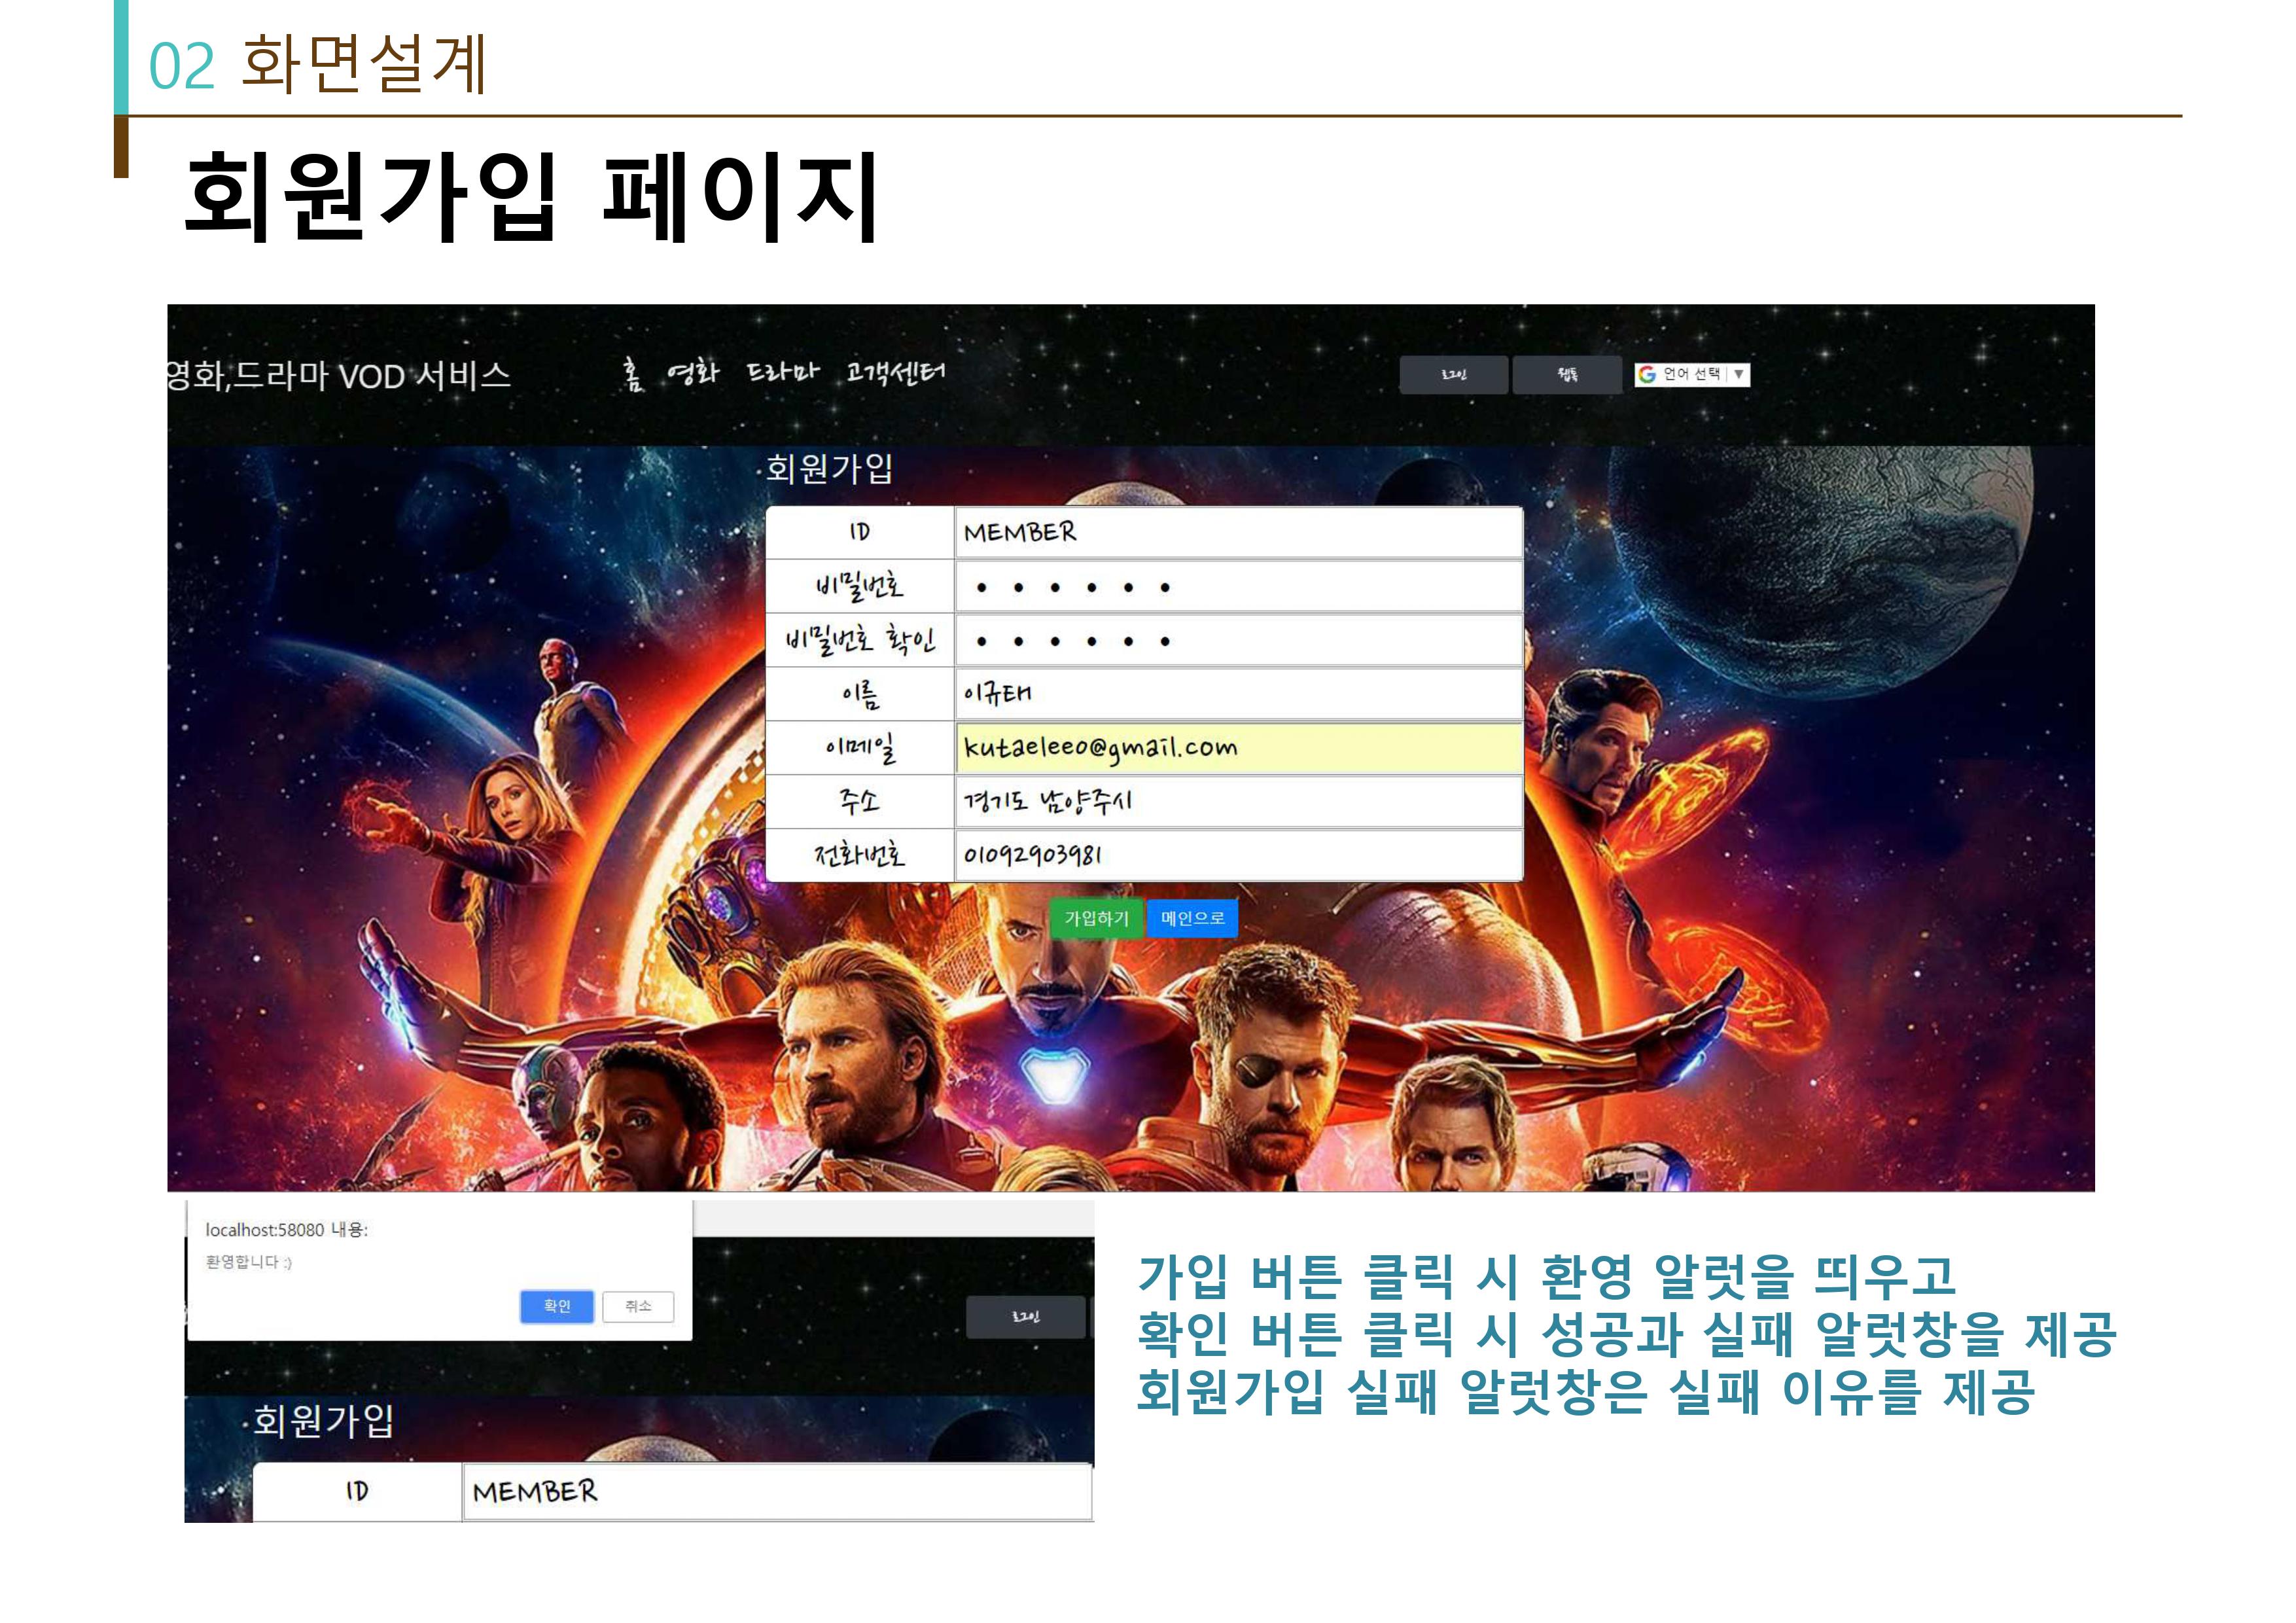 02 화면설계
회원가입 페이지
영화,드라마 VOD 서비스 홈 영화 드라마 고객센터 로그인 웹톡 G 언어 선택 ▼
회원가입
ID MEMBER
비밀번호 ••••••
비밀번호 확인 ••••••
이름 이규태
이메일 kutaeleeo@gmail.com
주소 경기도 남양주시
전화번호 01092903981
가입하기 메인으로
localhost:58080 내용:
환영합니다 :)
확인 취소
로그인
회원가입
ID MEMBER
가입 버튼 클릭 시 환영 알럿을 띄우고
확인 버튼 클릭 시 성공과 실패 알럿창을 제공
회원가입 실패 알럿창은 실패 이유를 제공